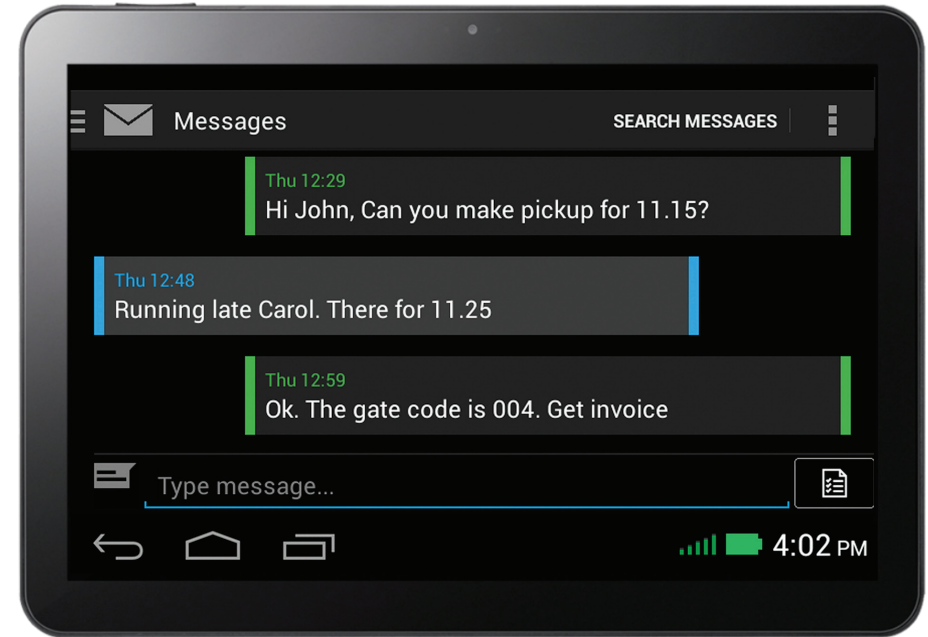 Messages
SEARCH MESSAGES
Thu 12:29
Hi John, Can you make pickup for 11.15?
Thu 12:48
Running late Carol. There for 11.25
Thu 12:59
Ok. The gate code is 004. Get invoice
Type message...
4:02 PM